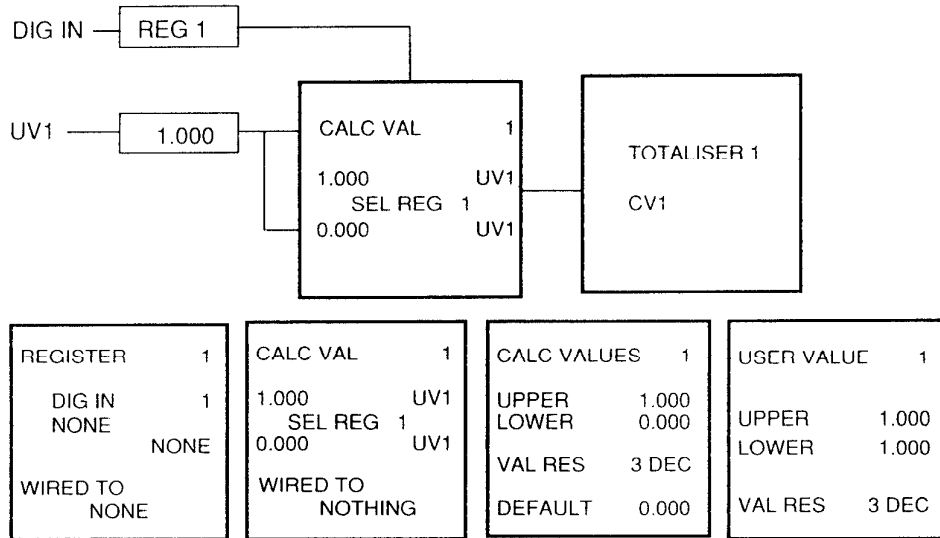 DIG IN REG 1
UV1 1.000
CALC VAL 1
1.000 UV1
SEL REG 1
0.000 UV1
TOTALISER 1
CV1
REGISTER 1
DIG IN 1
NONE
NONE
WIRED TO
NONE
CALC VAL 1
1.000 UV1
SEL REG 1
0.000 UV1
WIRED TO
NOTHING
CALC VALUES 1
UPPER 1.000
LOWER 0.000
VAL RES 3 DEC
DEFAULT 0.000
USER VALUE 1
UPPER 1.000
LOWER 1.000
VAL RES 3 DEC